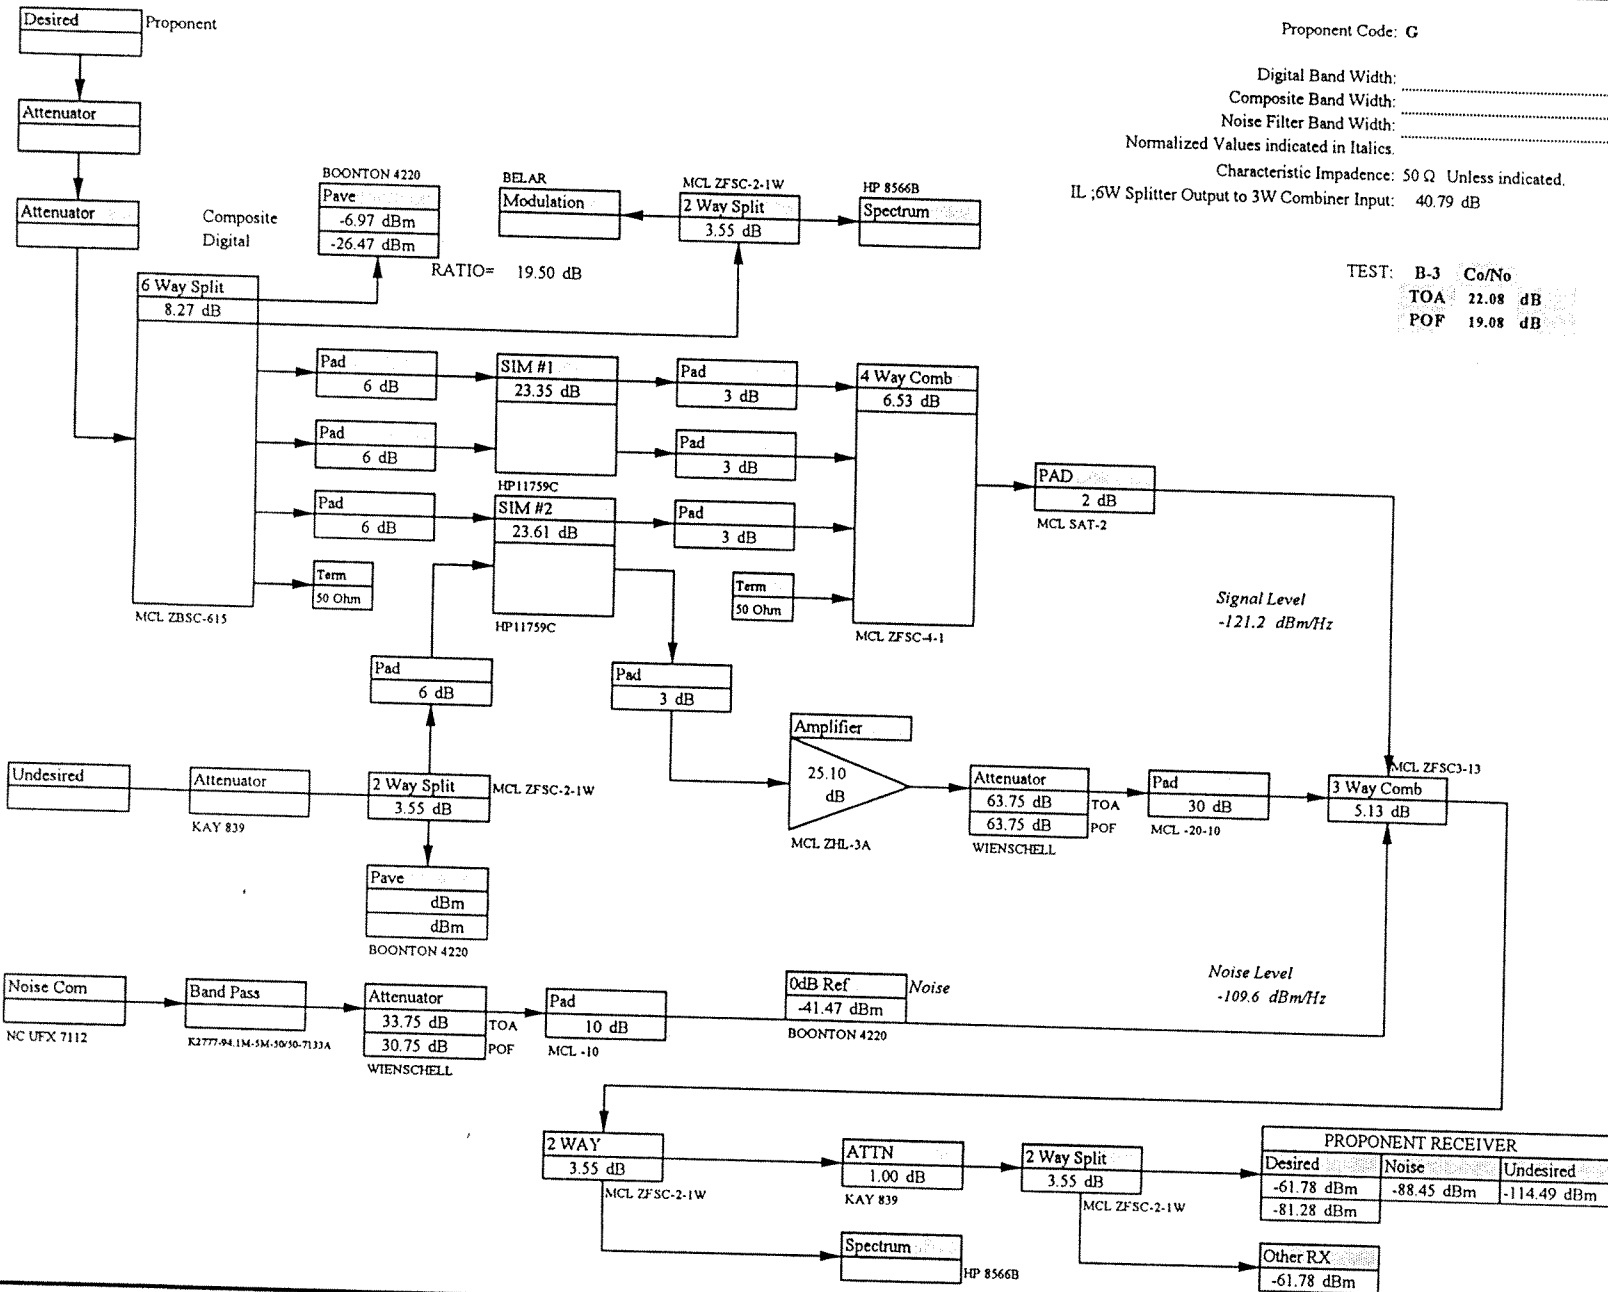 Desired
Proponent
Attenuator
Attenuator
Composite
Digital
BOONTON 4220
Pave
-6.97 dBm
-26.47 dBm
RATIO= 19.50 dB
BELAR
Modulation
MCL ZFSC-2-1W
2 Way Split
3.55 dB
HP 8566B
Spectrum
Proponent Code: G
Digital Band Width:
Composite Band Width:
Noise Filter Band Width:
Normalized Values indicated in Italics.
Characteristic Impadence: 50 Ω Unless indicated.
IL ;6W Splitter Output to 3W Combiner Input: 40.79 dB
TEST: B-3 Co/No
TOA 22.08 dB
POF 19.08 dB
6 Way Split
8.27 dB
MCL ZBSC-615
Pad
6 dB
Pad
6 dB
Pad
6 dB
Term
50 Ohm
SIM #1
23.35 dB
HP11759C
SIM #2
23.61 dB
HP11759C
Pad
3 dB
Pad
3 dB
Pad
3 dB
Term
50 Ohm
4 Way Comb
6.53 dB
MCL ZFSC-4-1
PAD
2 dB
MCL SAT-2
Signal Level
-121.2 dBm/Hz
Pad
6 dB
Pad
3 dB
Undesired
Attenuator
KAY 839
2 Way Split
3.55 dB
MCL ZFSC-2-1W
Pave
dBm
dBm
BOONTON 4220
Amplifier
25.10
dB
MCL ZHL-3A
Attenuator
63.75 dB TOA
63.75 dB POF
WIENSCHELL
Pad
30 dB
MCL -20-10
MCL ZFSC3-13
3 Way Comb
5.13 dB
Noise Com
NC UFX 7112
Band Pass
K2777-94.1M-5M-50/50-7133A
Attenuator
33.75 dB TOA
30.75 dB POF
WIENSCHELL
Pad
10 dB
MCL -10
0dB Ref
Noise
-41.47 dBm
BOONTON 4220
Noise Level
-109.6 dBm/Hz
2 WAY
3.55 dB
MCL ZFSC-2-1W
ATTN
1.00 dB
KAY 839
2 Way Split
3.55 dB
MCL ZFSC-2-1W
Spectrum
HP 8566B
PROPONENT RECEIVER
Desired Noise Undesired
-61.78 dBm -88.45 dBm -114.49 dBm
-81.28 dBm
Other RX
-61.78 dBm